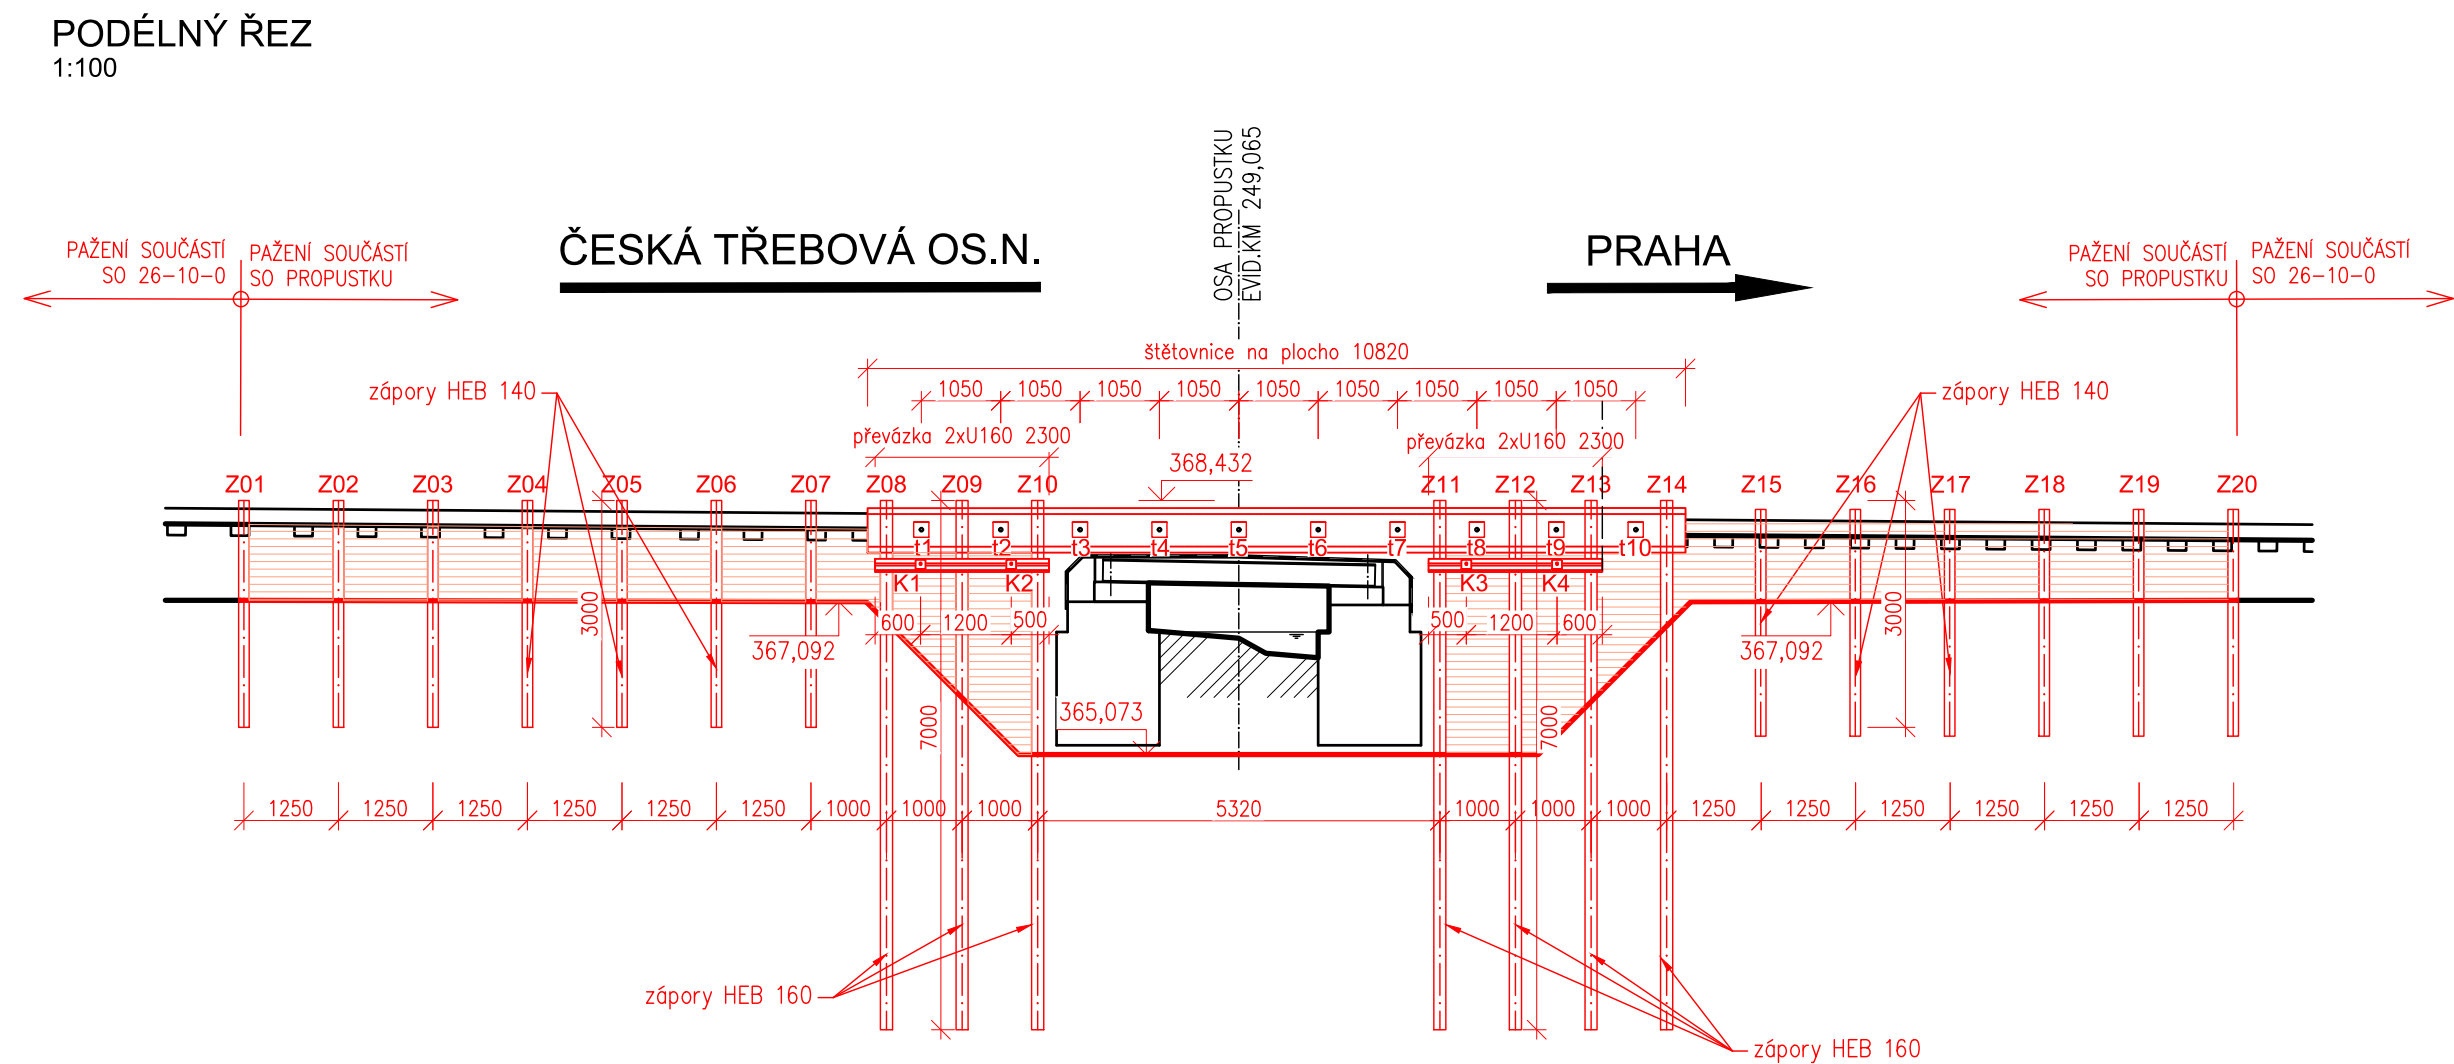 PODÉLNÝ ŘEZ
1:100
OSA PROPUSTKU
EVID.KM 249,065
PAŽENÍ SOUČÁSTÍ
SO 26-10-0
PAŽENÍ SOUČÁSTÍ
SO PROPUSTKU
ČESKÁ TŘEBOVÁ OS.N.
PRAHA
PAŽENÍ SOUČÁSTÍ
SO PROPUSTKU
PAŽENÍ SOUČÁSTÍ
SO 26-10-0
štětovnice na plocho 10820
zápory HEB 140
1050 1050 1050 1050 1050 1050 1050 1050 1050
zápory HEB 140
převázka 2xU160 2300
převázka 2xU160 2300
368,432
Z01 Z02 Z03 Z04 Z05 Z06 Z07 Z08 Z09 Z10 Z11 Z12 Z13 Z14 Z15 Z16 Z17 Z18 Z19 Z20
t1 t2 t3 t4 t5 t6 t7 t8 t9 t10
K1 K2 K3 K4
3000
600 1200 500
500 1200 600
3000
367,092
367,092
365,073
7000
7000
1250 1250 1250 1250 1250 1250 1000 1000 1000 5320 1000 1000 1000 1250 1250 1250 1250 1250 1250
zápory HEB 160
zápory HEB 160